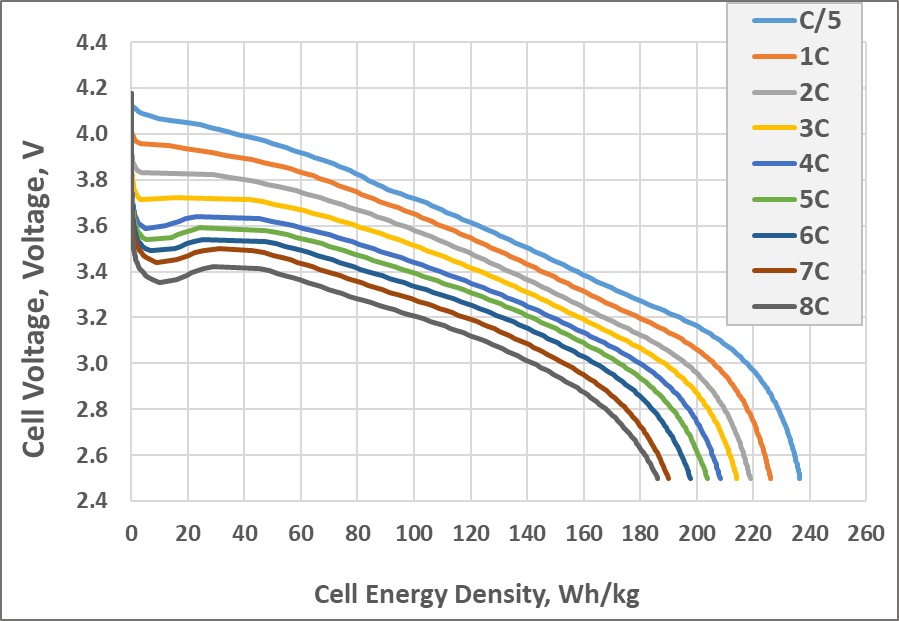 C/5
1C
2C
3C
4C
5C
6C
7C
8C
Cell Voltage, Voltage, V
4.4
4.2
4.0
3.8
3.6
3.4
3.2
3.0
2.8
2.6
2.4
0 20 40 60 80 100 120 140 160 180 200 220 240 260
Cell Energy Density, Wh/kg